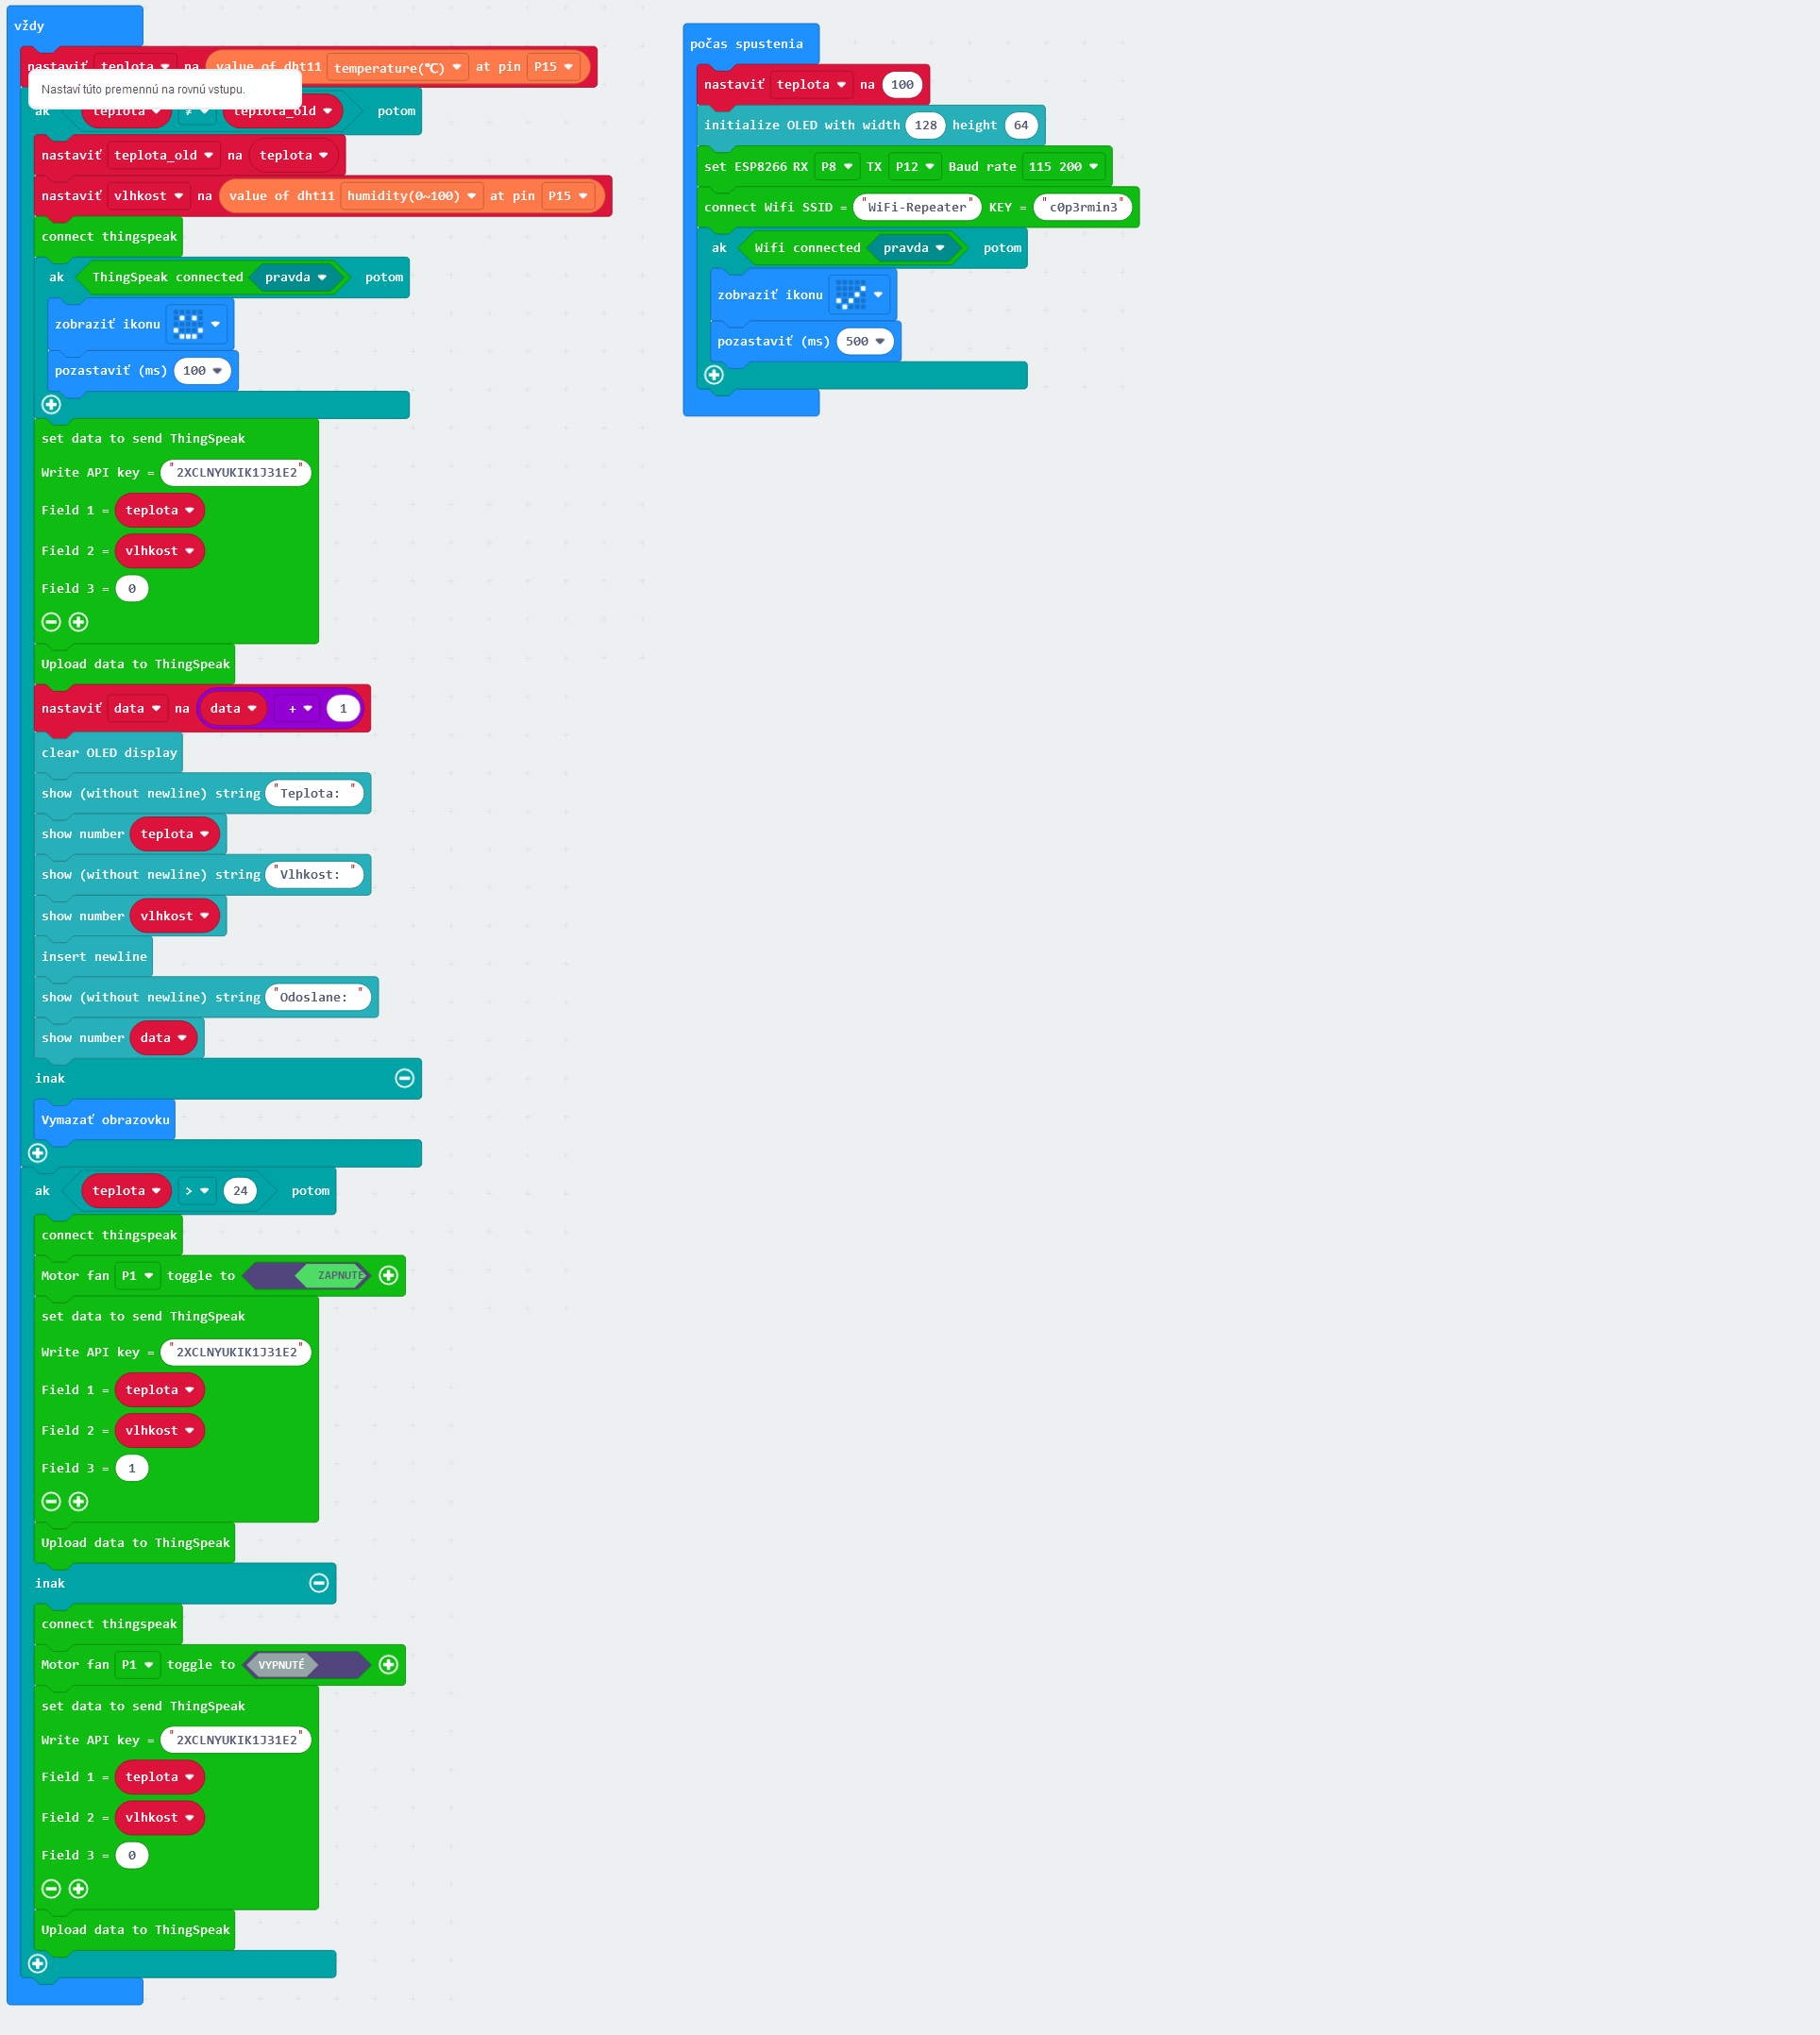 vždy
nastaviť teplota na value of dht11 temperature(℃) at pin P15
Nastaví túto premennú na rovnú vstupu.
ak teplota ≠ teplota_old potom
nastaviť teplota_old na teplota
nastaviť vlhkost na value of dht11 humidity(0~100) at pin P15
connect thingspeak
ak ThingSpeak connected pravda potom
zobraziť ikonu
pozastaviť (ms) 100
set data to send ThingSpeak
Write API key = "2XCLNYUKIK1J31E2"
Field 1 = teplota
Field 2 = vlhkost
Field 3 = 0
Upload data to ThingSpeak
nastaviť data na data + 1
clear OLED display
show (without newline) string "Teplota: "
show number teplota
show (without newline) string "Vlhkost: "
show number vlhkost
insert newline
show (without newline) string "Odoslane: "
show number data
inak
Vymazať obrazovku
ak teplota > 24 potom
connect thingspeak
Motor fan P1 toggle to ZAPNUTÉ
set data to send ThingSpeak
Write API key = "2XCLNYUKIK1J31E2"
Field 1 = teplota
Field 2 = vlhkost
Field 3 = 1
Upload data to ThingSpeak
inak
connect thingspeak
Motor fan P1 toggle to VYPNUTÉ
set data to send ThingSpeak
Write API key = "2XCLNYUKIK1J31E2"
Field 1 = teplota
Field 2 = vlhkost
Field 3 = 0
Upload data to ThingSpeak
počas spustenia
nastaviť teplota na 100
initialize OLED with width 128 height 64
set ESP8266 RX P8 TX P12 Baud rate 115 200
connect Wifi SSID = "WiFi-Repeater" KEY = "c0p3rmin3"
ak Wifi connected pravda potom
zobraziť ikonu
pozastaviť (ms) 500